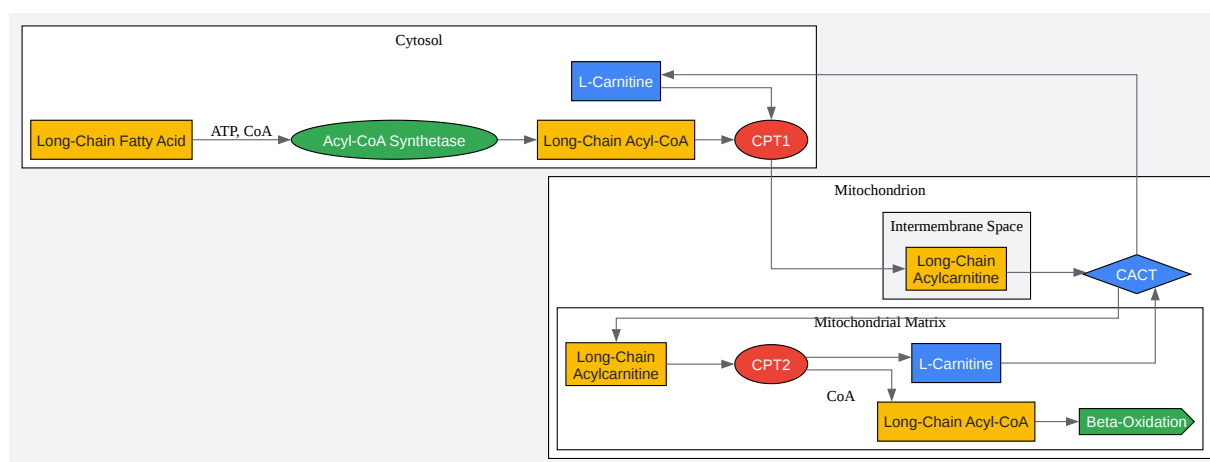 Cytosol
L-Carnitine
Long-Chain Fatty Acid
ATP, CoA
Acyl-CoA Synthetase
Long-Chain Acyl-CoA
CPT1
Mitochondrion
Intermembrane Space
Long-Chain
Acylcarnitine
CACT
Mitochondrial Matrix
Long-Chain
Acylcarnitine
CPT2
L-Carnitine
CoA
Long-Chain Acyl-CoA
Beta-Oxidation